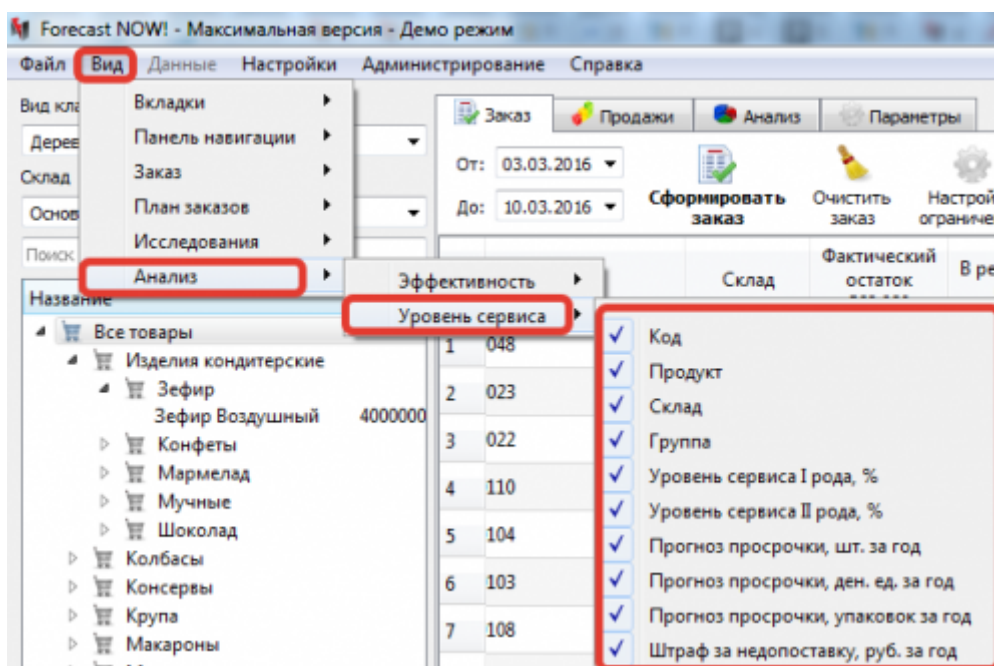 Forecast NOW! - Максимальная версия - Демо режим
Файл Вид Данные Настройки Администрирование Справка
Вид кла
Дерев
Склад
Основ
Поиск
Название
Вкладки
Панель навигации
Заказ
План заказов
Исследования
Анализ
Эффективность
Уровень сервиса
Код
Продукт
Склад
Группа
Уровень сервиса I рода, %
Уровень сервиса II рода, %
Прогноз просрочки, шт. за год
Прогноз просрочки, ден. ед. за год
Прогноз просрочки, упаковок за год
Штраф за недопоставку, руб. за год
Заказ Продажи Анализ Параметры
От: 03.03.2016
До: 10.03.2016
Сформировать заказ
Очистить заказ
Настрой
ограниче
Склад
Фактический
остаток
В ре
Все товары
Изделия кондитерские
Зефир
Зефир Воздушный 4000000
Конфеты
Мармелад
Мучные
Шоколад
Колбасы
Консервы
Крупа
Макароны
1 048
2 023
3 022
4 110
5 104
6 103
7 108